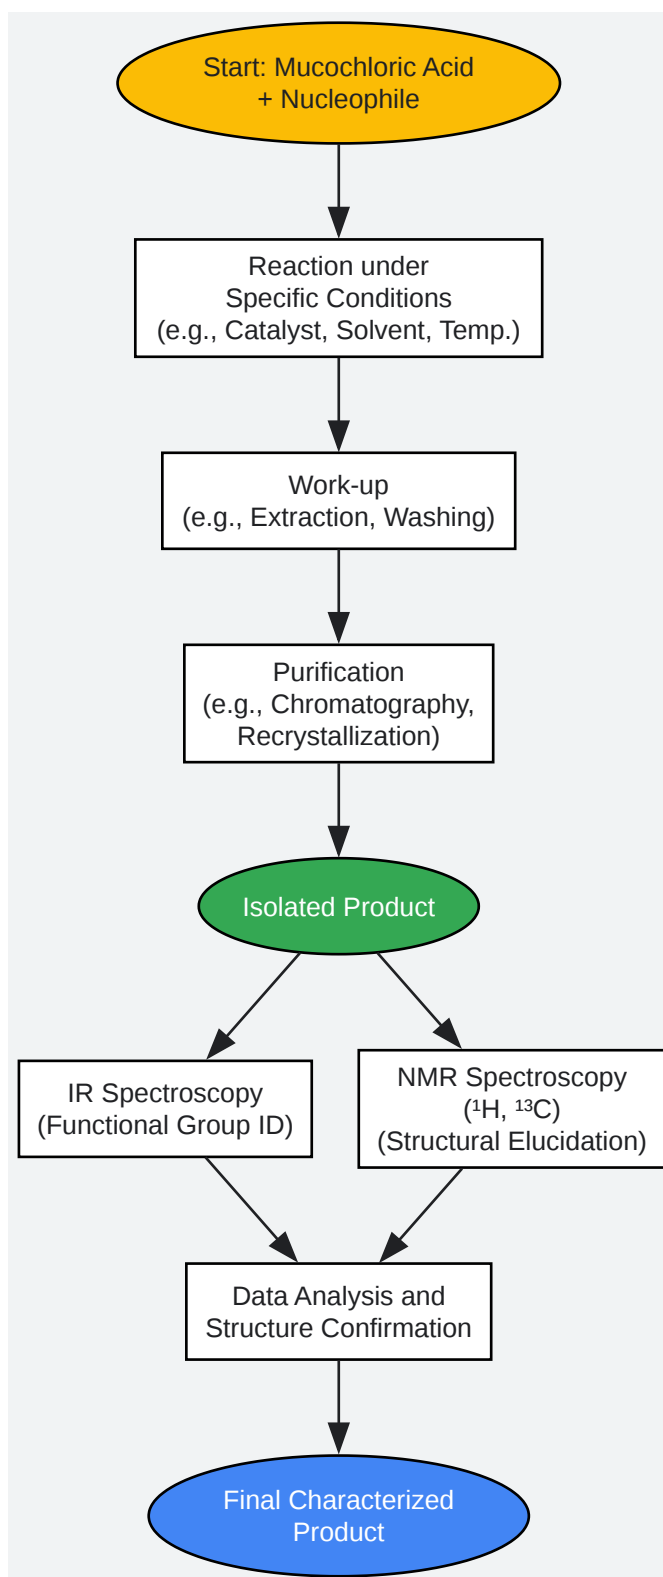 Start: Mucochloric Acid
+ Nucleophile
Reaction under
Specific Conditions
(e.g., Catalyst, Solvent, Temp.)
Work-up
(e.g., Extraction, Washing)
Purification
(e.g., Chromatography,
Recrystallization)
Isolated Product
IR Spectroscopy
(Functional Group ID)
NMR Spectroscopy
(¹H, ¹³C)
(Structural Elucidation)
Data Analysis and
Structure Confirmation
Final Characterized
Product